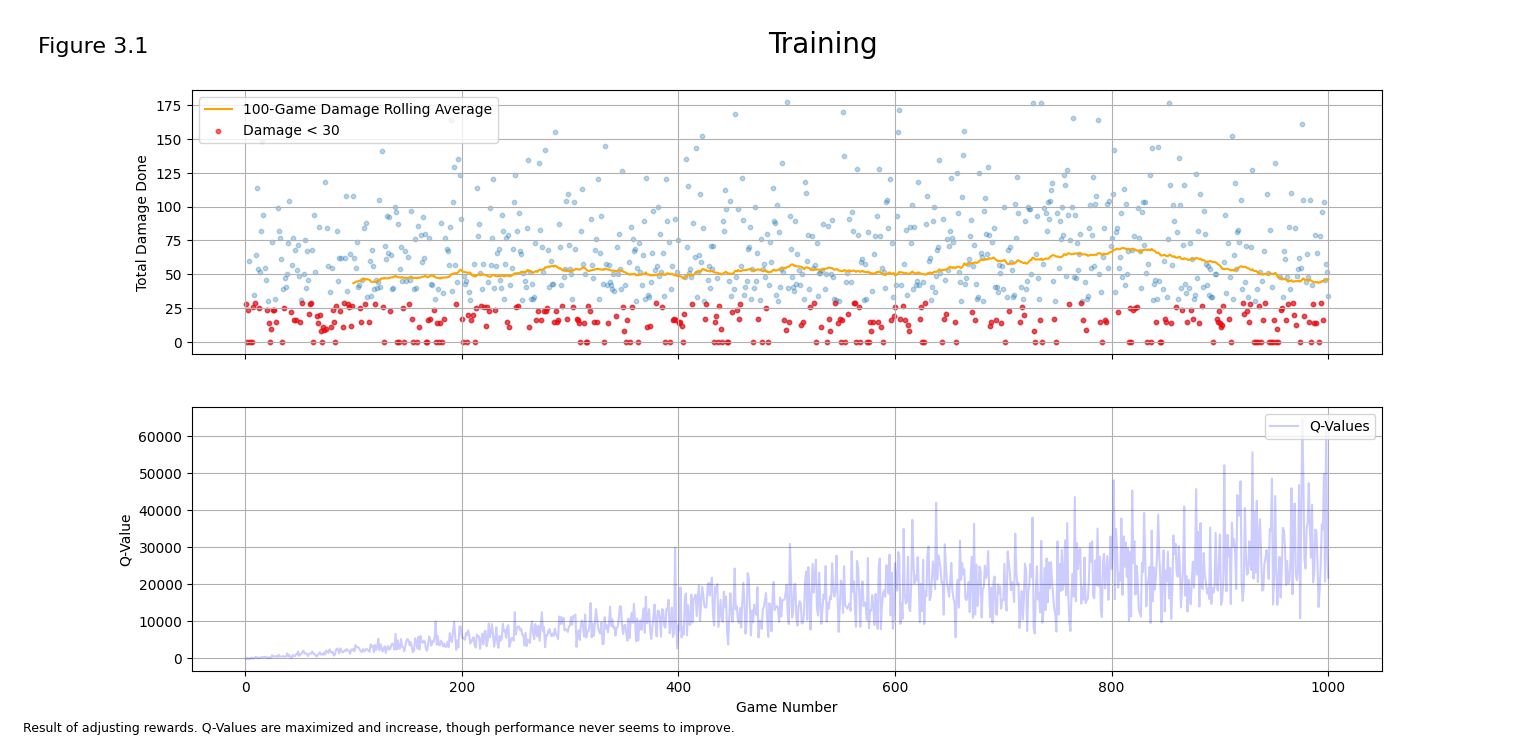 Figure 3.1
Training
175
150
125
100
75
50
25
0
Total Damage Done
100-Game Damage Rolling Average
Damage < 30
60000
50000
40000
30000
20000
10000
0
Q-Value
Q-Values
0 200 400 600 800 1000
Game Number
Result of adjusting rewards. Q-Values are maximized and increase, though performance never seems to improve.